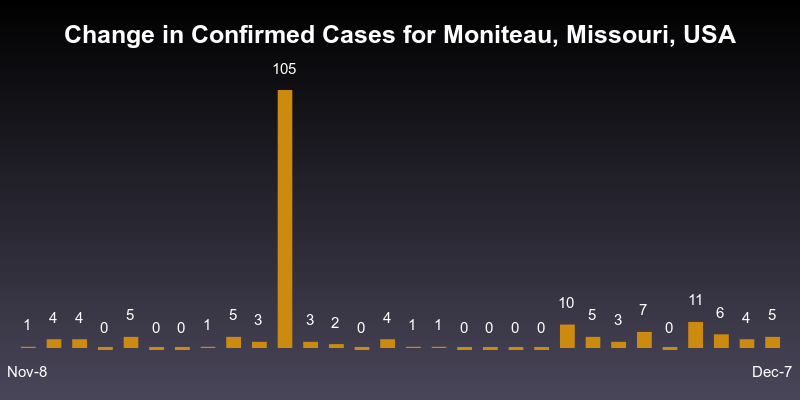 Change in Confirmed Cases for Moniteau, Missouri, USA
105
1 4 4 0 5 0 0 1 5 3 3 2 0 4 1 1 0 0 0 0 10 5 3 7 0 11 6 4 5
Nov-8 Dec-7